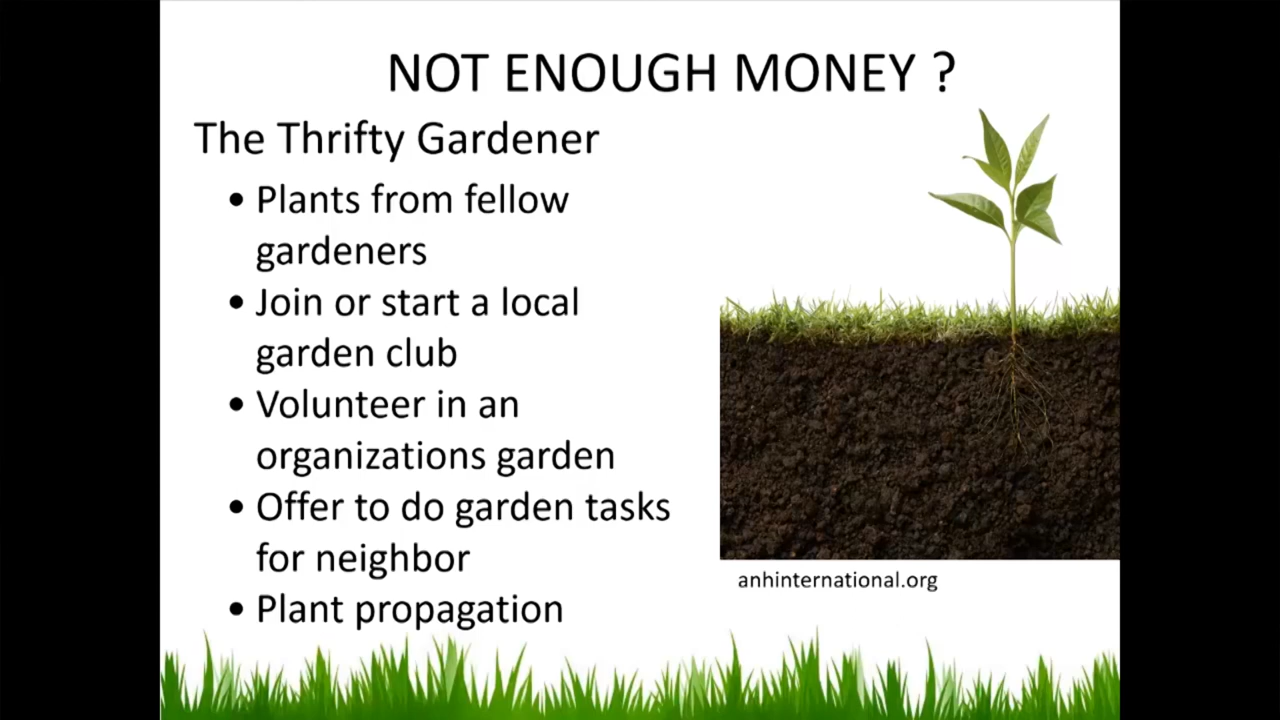 NOT ENOUGH MONEY ?
The Thrifty Gardener
• Plants from fellow
gardeners
• Join or start a local
garden club
• Volunteer in an
organizations garden
• Offer to do garden tasks
for neighbor
• Plant propagation
anhinternational.org